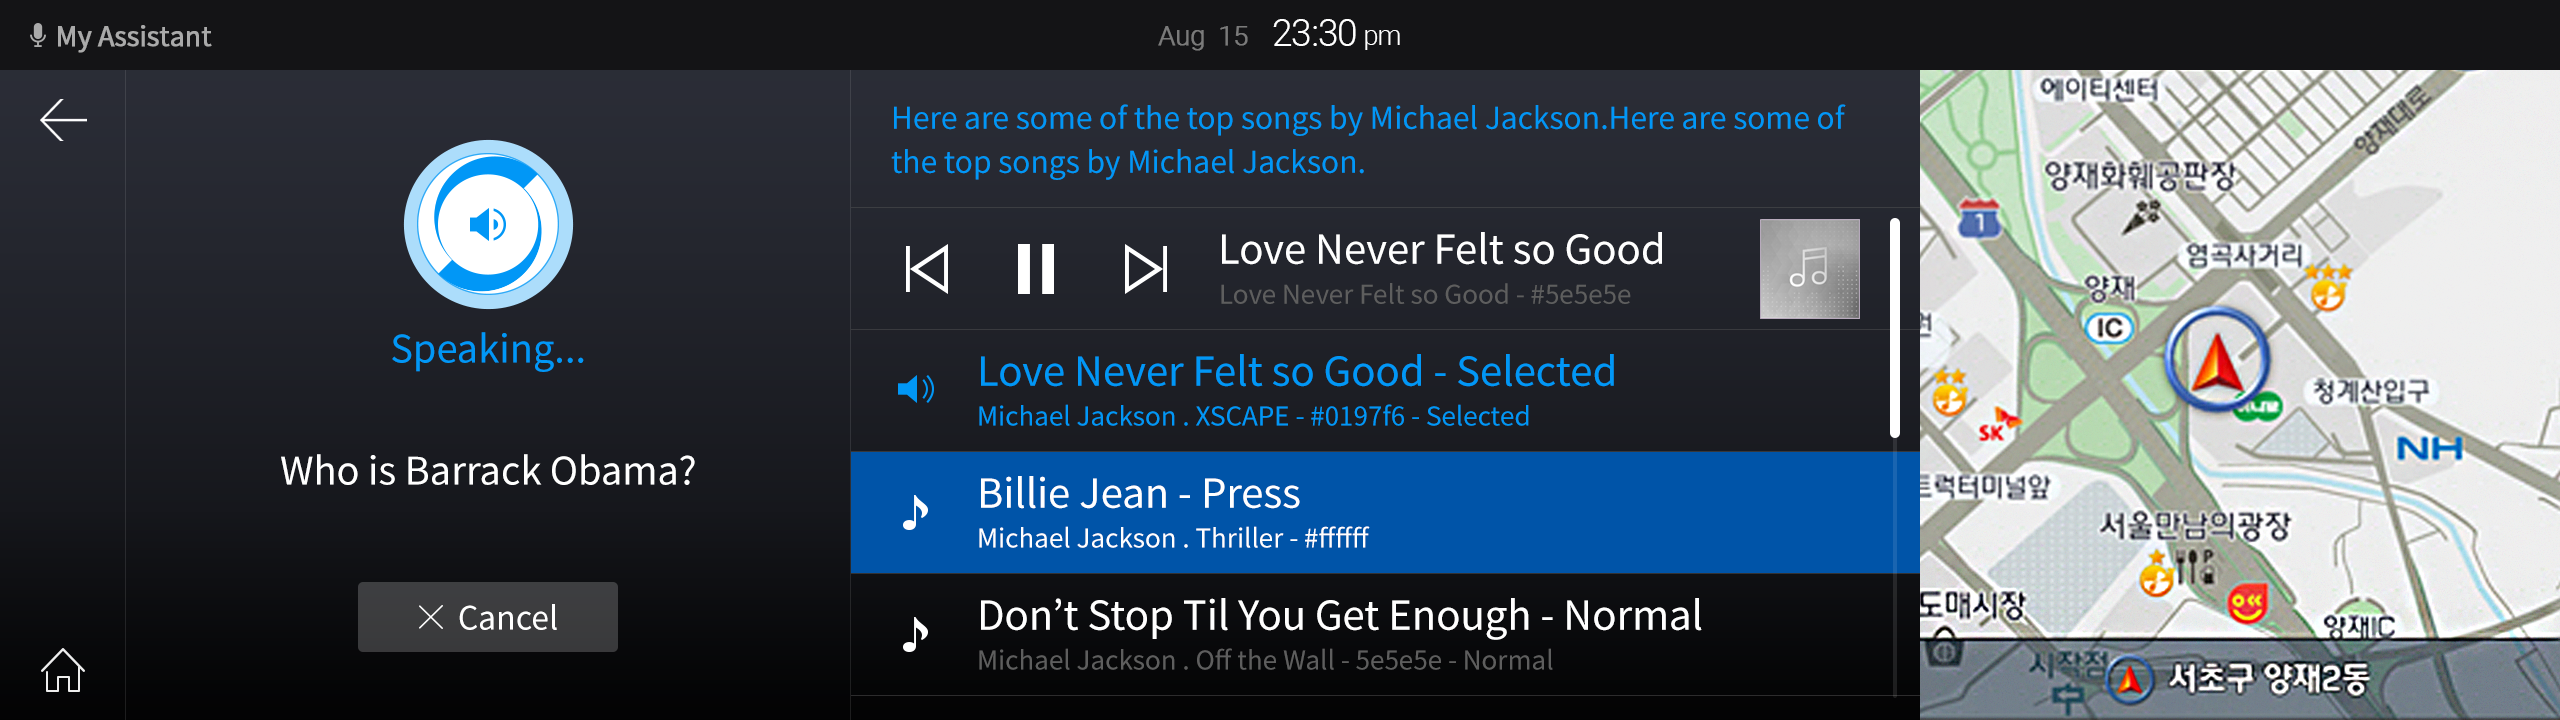 My Assistant
Aug 15 23:30 pm
Speaking...
Who is Barrack Obama?
Cancel
Here are some of the top songs by Michael Jackson.Here are some of
the top songs by Michael Jackson.
Love Never Felt so Good
Love Never Felt so Good - #5e5e5e
Love Never Felt so Good - Selected
Michael Jackson . XSCAPE - #0197f6 - Selected
Billie Jean - Press
Michael Jackson . Thriller - #ffffff
Don’t Stop Til You Get Enough - Normal
Michael Jackson . Off the Wall - 5e5e5e - Normal
에이티센터
양재대로
양재화훼공판장
1
염곡사거리
양재
IC
청계산입구
SK
NH
트럭터미널앞
서울만남의광장
P
도매시장
양재IC
시작점
서초구 양재2동